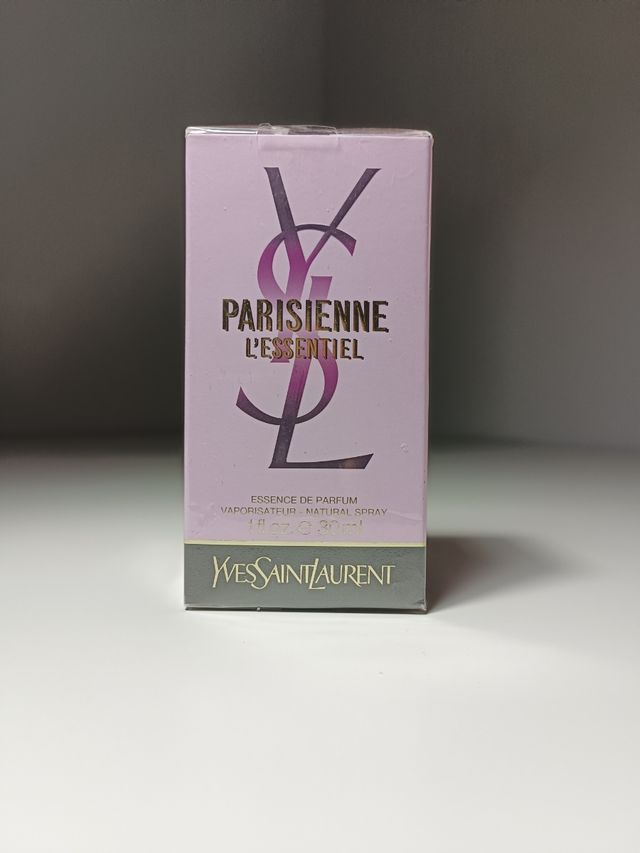 YSL
PARISIENNE
L'ESSENTIEL
ESSENCE DE PARFUM
VAPORISATEUR - NATURAL SPRAY
1 fl.oz. ℮ 30 ml
YVESSAINTLAURENT